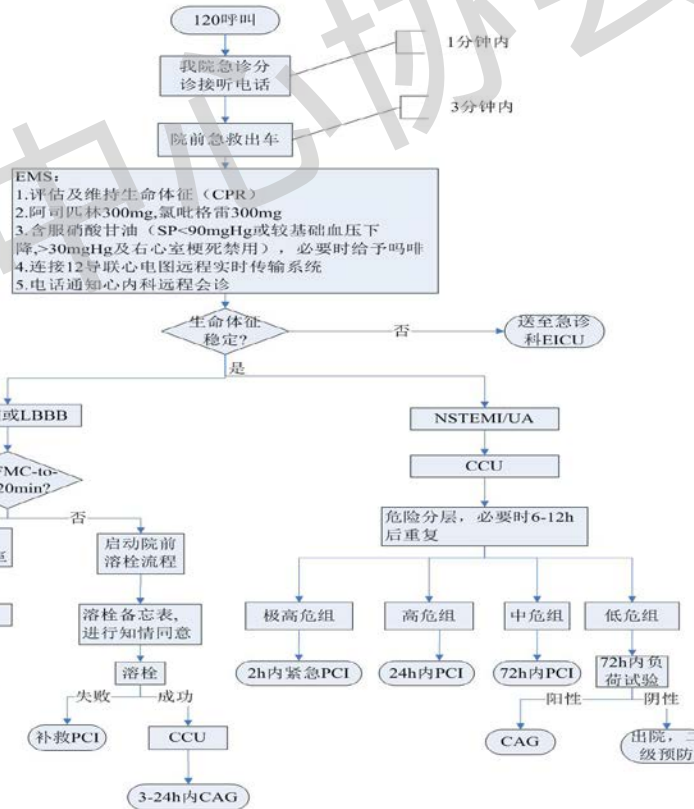 120呼叫
1分钟内
我院急诊分
诊接听电话
3分钟内
院前急救出车
EMS:
1.评估及维持生命体征（CPR）
2.阿司匹林300mg,氯吡格雷300mg
3.含服硝酸甘油（SP<90mgHg或较基础血压下
降,>30mgHg及右心室梗死禁用），必要时给予吗啡
4.连接12导联心电图远程实时传输系统
5.电话通知心内科远程会诊
生命体征
稳定?
否
送至急诊
科EICU
是
或LBBB
NSTEMI/UA
FMC-to-
20min?
CCU
否
危险分层，必要时6-12h
后重复
启动院前
溶栓流程
极高危组
高危组
中危组
低危组
溶栓备忘表,
进行知情同意
2h内紧急PCI
24h内PCI
72h内PCI
72h内负
荷试验
溶栓
失败
成功
阳性
阴性
补救PCI
CCU
CAG
出院，二
级预防
3-24h内CAG
中心协会